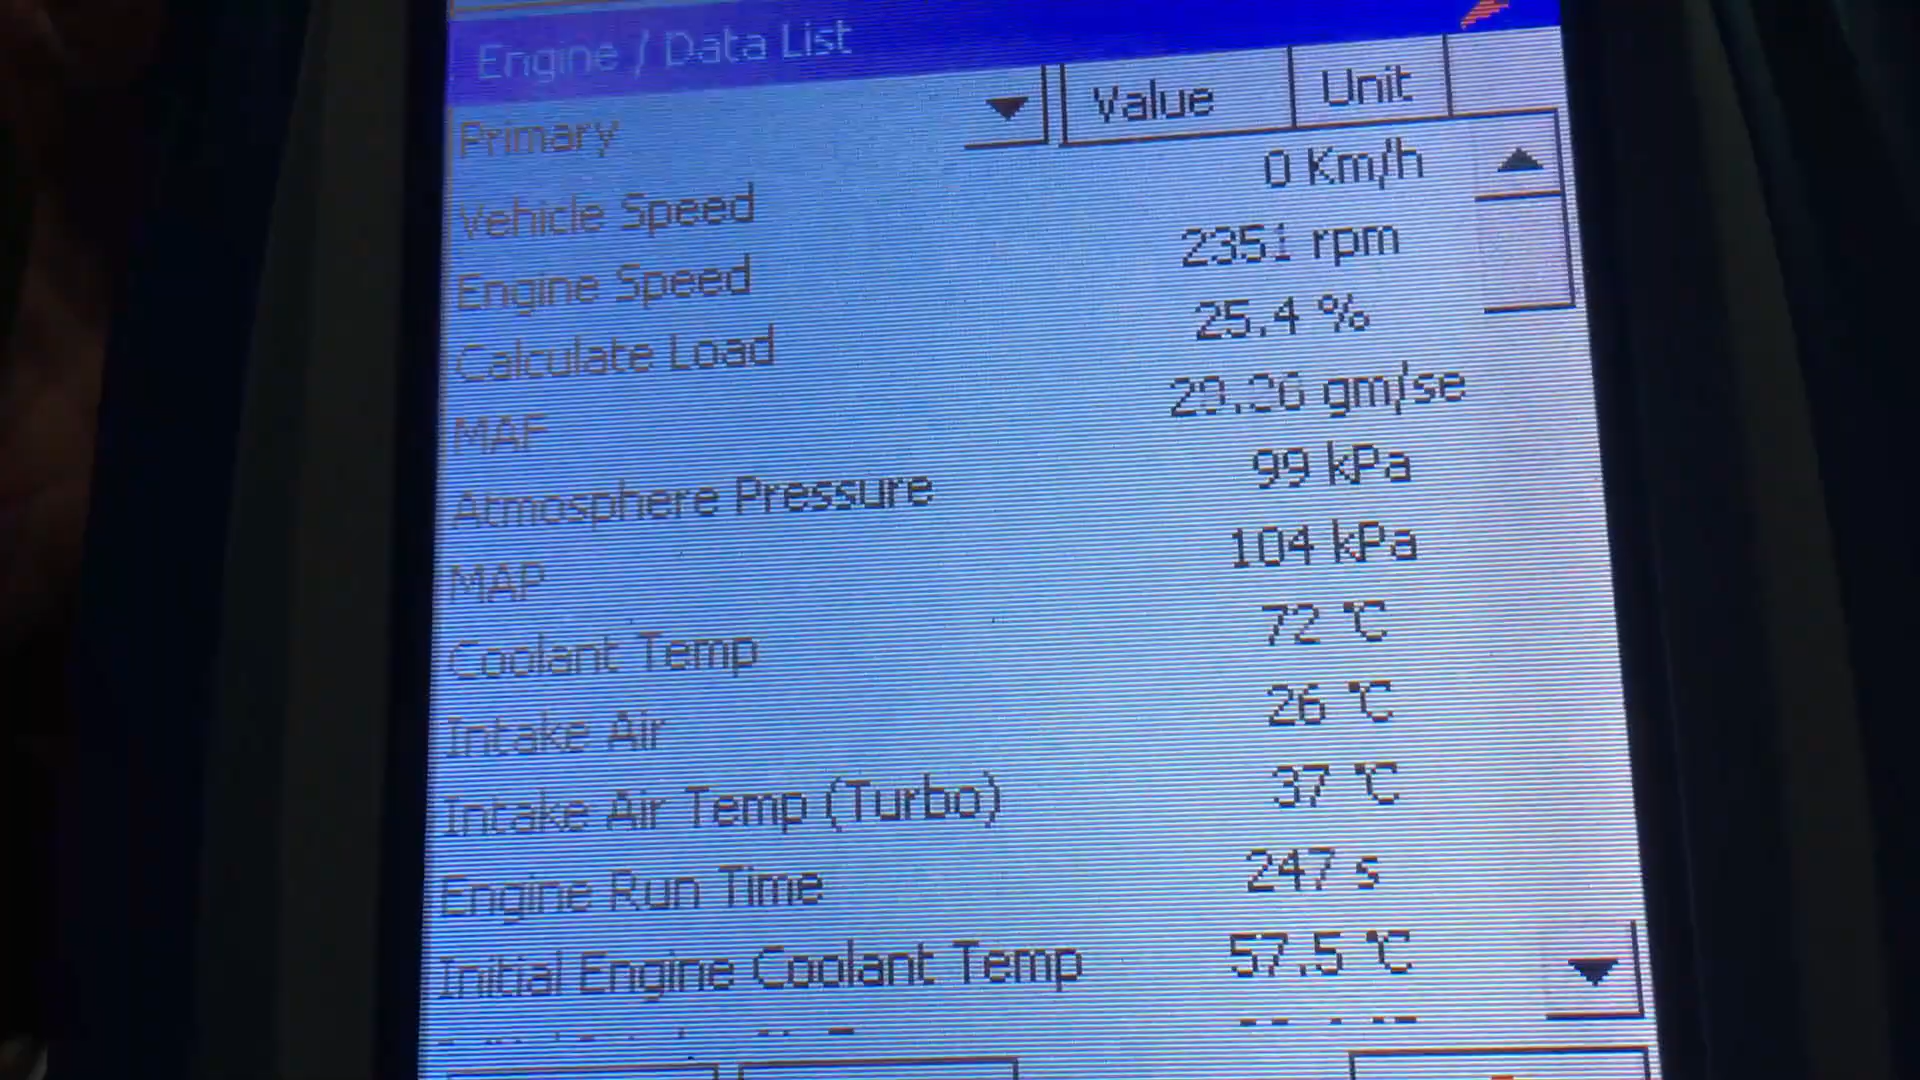 Engine / Data List
Primary Value Unit
Vehicle Speed 0 Km/h
Engine Speed 2351 rpm
Calculate Load 25.4 %
MAF gm/se
Atmosphere Pressure 99 kPa
MAP 104 kPa
Coolant Temp 72 °C
Intake Air 26 °C
Intake Air Temp (Turbo) 37 °C
Engine Run Time 247 s
Initial Engine Coolant Temp 57.5 °C